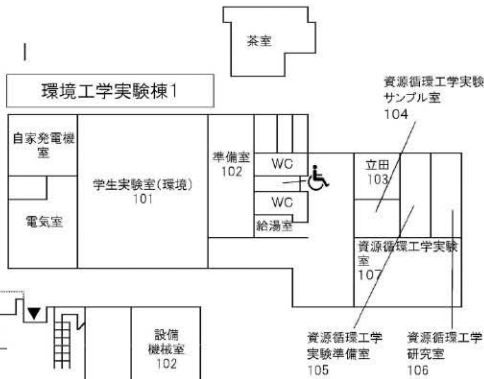 茶室
環境工学実験棟1
資源循環工学実験
サンプル室
104
自家発電機
室
学生実験室(環境)
101
準備室
102
WC
WC
給湯室
立田
103
電気室
資源循環工学実験
室
107
設備
機械室
102
資源循環工学
実験準備室
105
資源循環工学
研究室
106